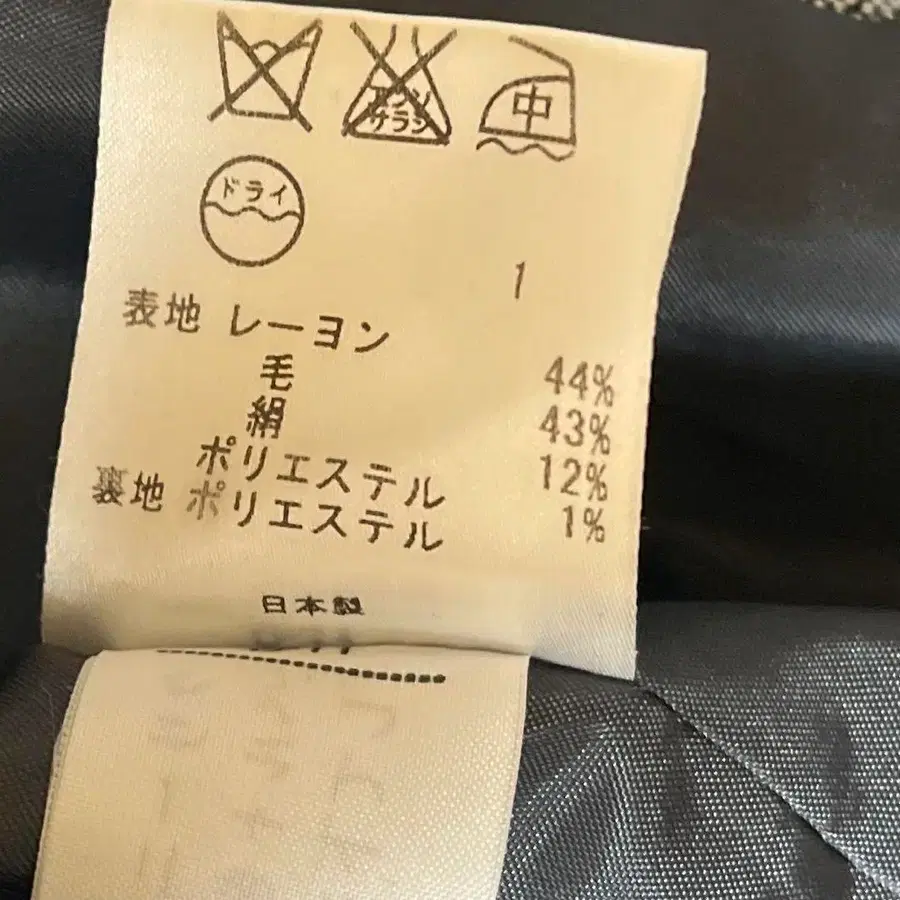 エンソ
サラシ
中
ドライ
1
表地 レーヨン 44%
毛 43%
絹 12%
ポリエステル 1%
裏地 ポリエステル
日本製